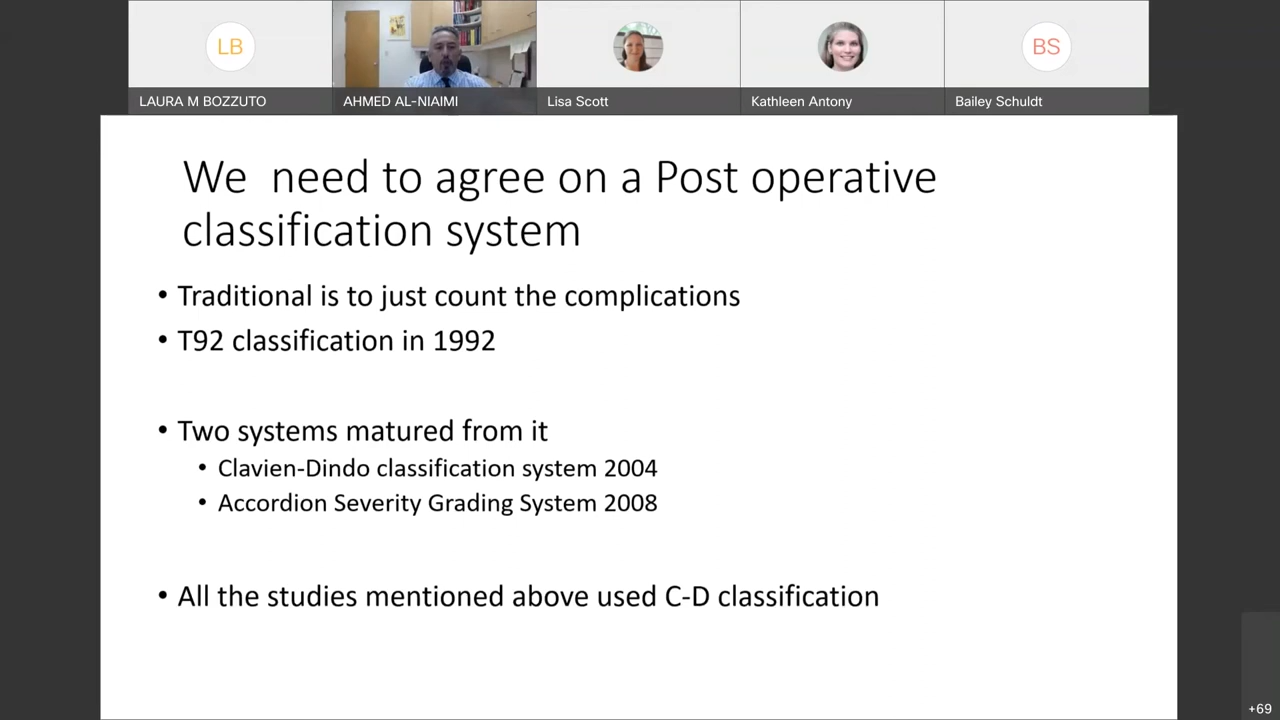 LB
BS
LAURA M BOZZUTO
AHMED AL-NIAIMI
Lisa Scott
Kathleen Antony
Bailey Schuldt
We  need to agree on a Post operative
classification system
• Traditional is to just count the complications
• T92 classification in 1992
• Two systems matured from it
• Clavien-Dindo classification system 2004
• Accordion Severity Grading System 2008
• All the studies mentioned above used C-D classification
+69